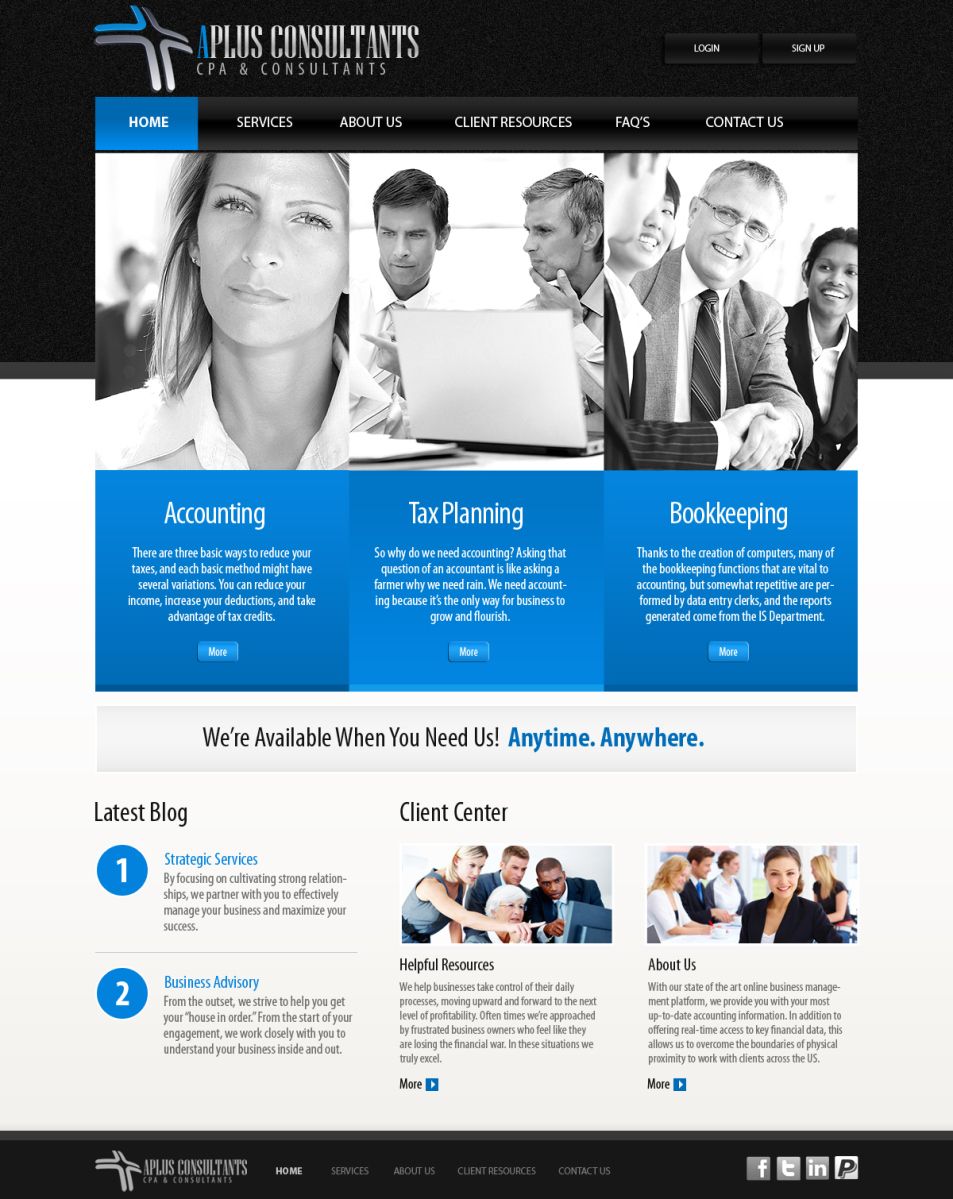 APLUS CONSULTANTS
CPA & CONSULTANTS
LOGIN
SIGN UP
HOME
SERVICES
ABOUT US
CLIENT RESOURCES
FAQ'S
CONTACT US
Accounting
There are three basic ways to reduce your
taxes, and each basic method might have
several variations. You can reduce your
income, increase your deductions, and take
advantage of tax credits.
More
Tax Planning
So why do we need accounting? Asking that
question of an accountant is like asking a
farmer why we need rain. We need account-
ing because it's the only way for business to
grow and flourish.
More
Bookkeeping
Thanks to the creation of computers, many of
the bookkeeping functions that are vital to
accounting, but somewhat repetitive are per-
formed by data entry clerks, and the reports
generated come from the IS Department.
More
We're Available When You Need Us! Anytime. Anywhere.
Latest Blog
1
Strategic Services
By focusing on cultivating strong relation-
ships, we partner with you to effectively
manage your business and maximize your
success.
2
Business Advisory
From the outset, we strive to help you get
your "house in order." From the start of your
engagement, we work closely with you to
understand your business inside and out.
Client Center
Helpful Resources
We help businesses take control of their daily
processes, moving upward and forward to the next
level of profitability. Often times we're approached
by frustrated business owners who feel like they
are losing the financial war. In these situations we
truly excel.
More
About Us
With our state of the art online business manage-
ment platform, we provide you with your most
up-to-date accounting information. In addition to
offering real-time access to key financial data, this
allows us to overcome the boundaries of physical
proximity to work with clients across the US.
More
APLUS CONSULTANTS
CPA & CONSULTANTS
HOME
SERVICES
ABOUT US
CLIENT RESOURCES
CONTACT US
f
t
in
P